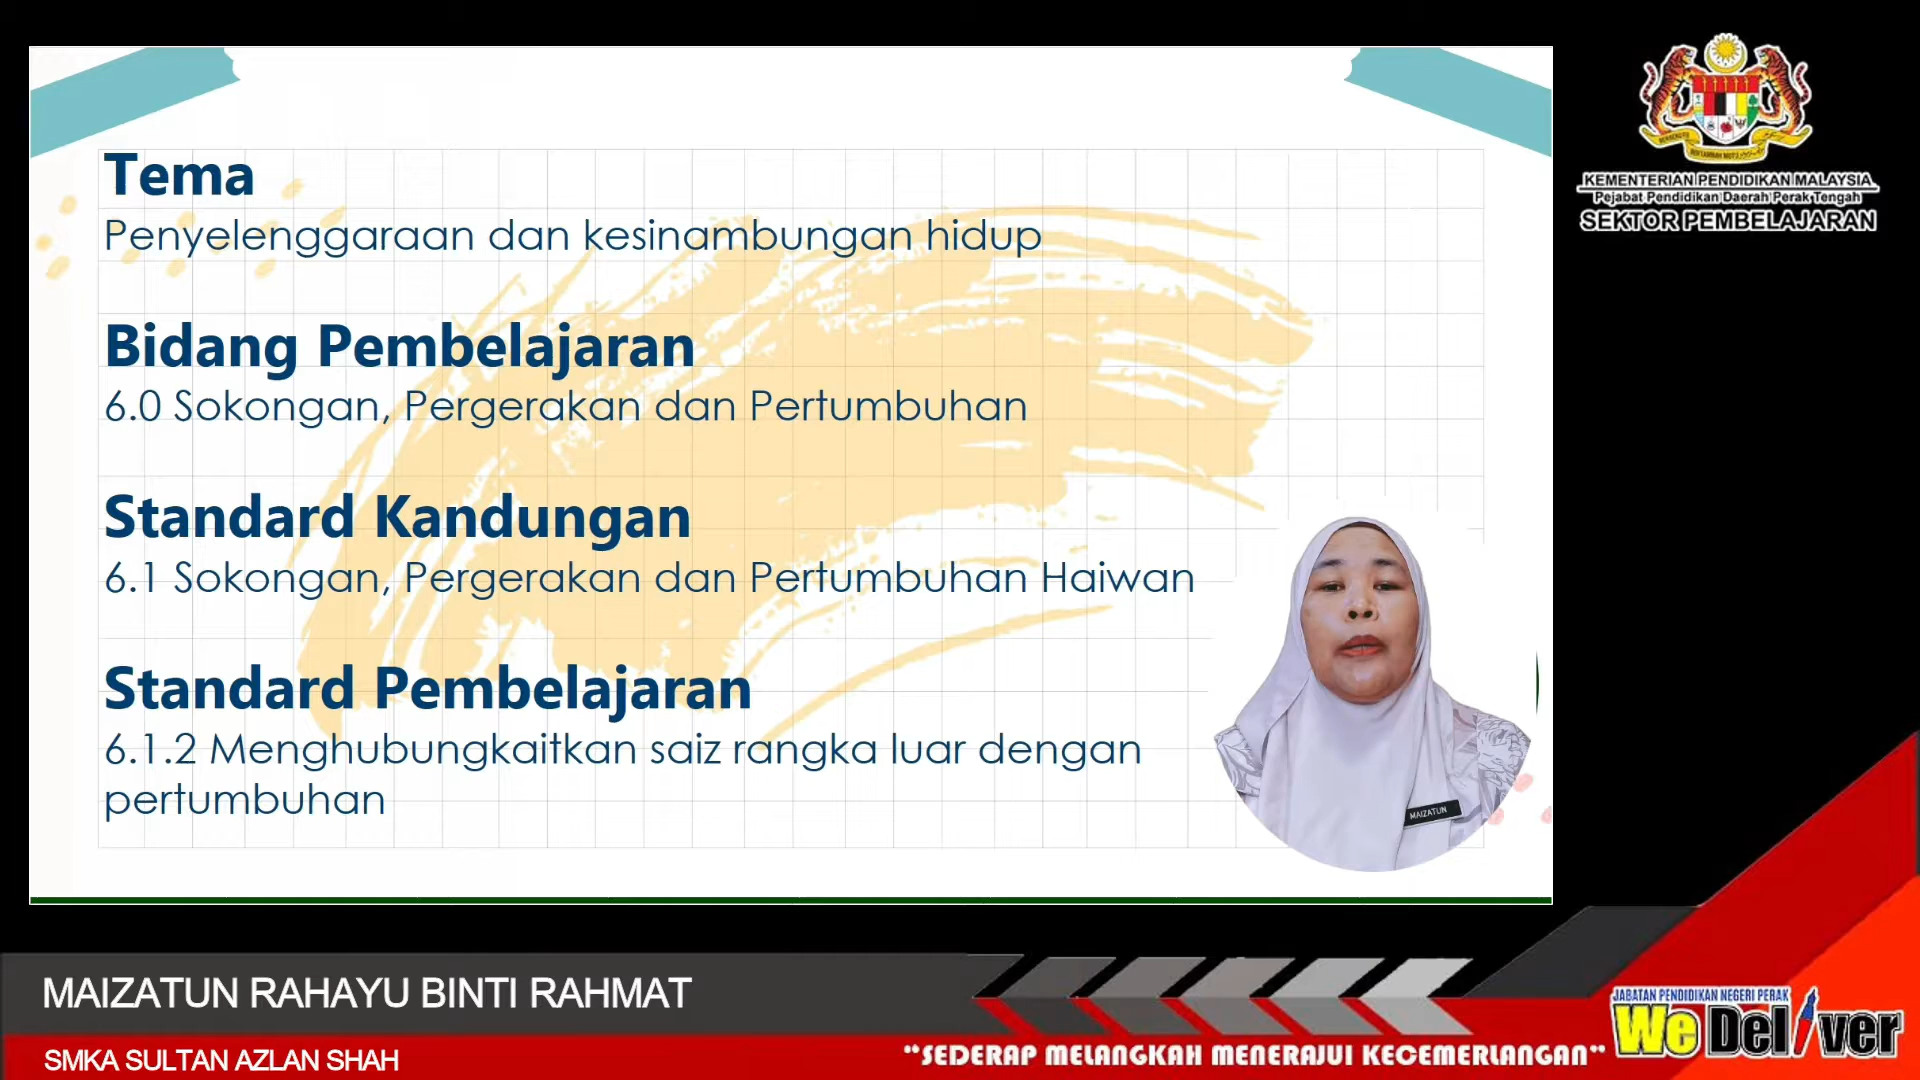 Tema
Penyelenggaraan dan kesinambungan hidup
Bidang Pembelajaran
6.0 Sokongan, Pergerakan dan Pertumbuhan
Standard Kandungan
6.1 Sokongan, Pergerakan dan Pertumbuhan Haiwan
Standard Pembelajaran
6.1.2 Menghubungkaitkan saiz rangka luar dengan
pertumbuhan
MAIZATUN
KEMENTERIAN PENDIDIKAN MALAYSIA
Pejabat Pendidikan Daerah Perak Tengah
SEKTOR PEMBELAJARAN
MAIZATUN RAHAYU BINTI RAHMAT
SMKA SULTAN AZLAN SHAH
"SEDERAP MELANGKAH MENERAJUI KECEMERLANGAN"
JABATAN PENDIDIKAN NEGERI PERAK
We Deliver